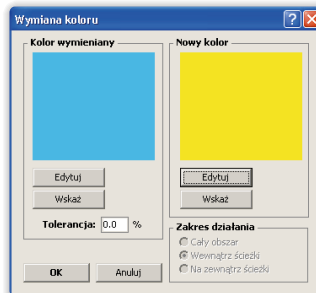 Wymiana koloru
Kolor wymieniany
Edytuj
Wskaż
Tolerancja: 0.0 %
OK Anuluj
Nowy kolor
Edytuj
Wskaż
Zakres działania
Cały obszar
Wewnątrz ścieżki
Na zewnątrz ścieżki